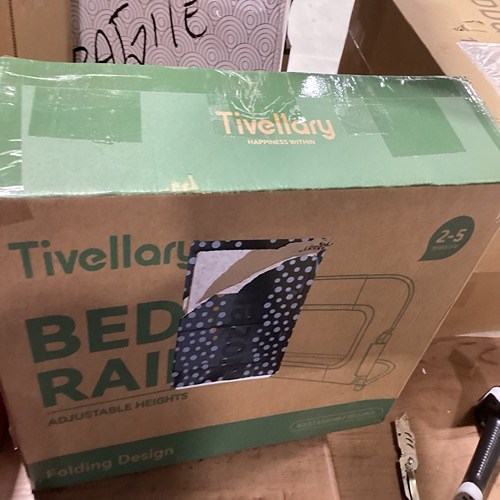 Tivellary
HAPPINESS WITHIN
Tivellary
2-5
BED
RAI
ADJUSTABLE HEIGHTS
Folding Design